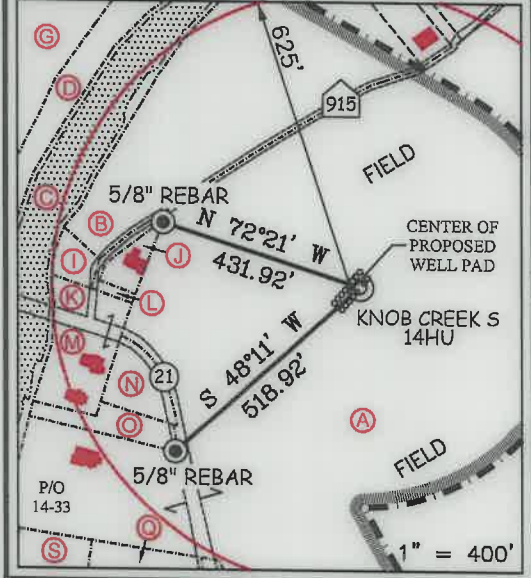 G
D
625'
915
FIELD
C
5/8" REBAR
B
N 72°21' W
431.92'
J
CENTER OF
PROPOSED
WELL PAD
I
K
L
KNOB CREEK S
14HU
M
S 48°11' W
518.92'
N
21
O
A
5/8" REBAR
FIELD
P/O
14-33
Q
S
1" = 400'